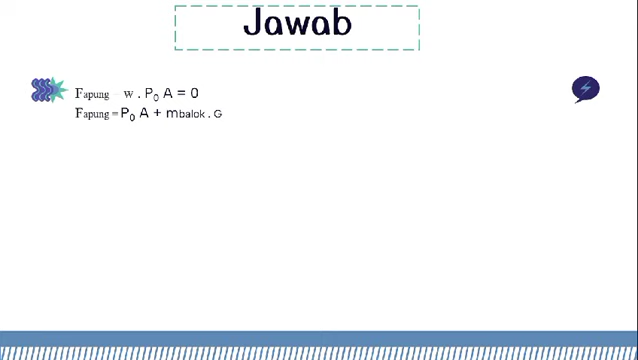 Jawab
Fapung – w . P₀ A = 0
Fapung = P₀ A + mbalok . G